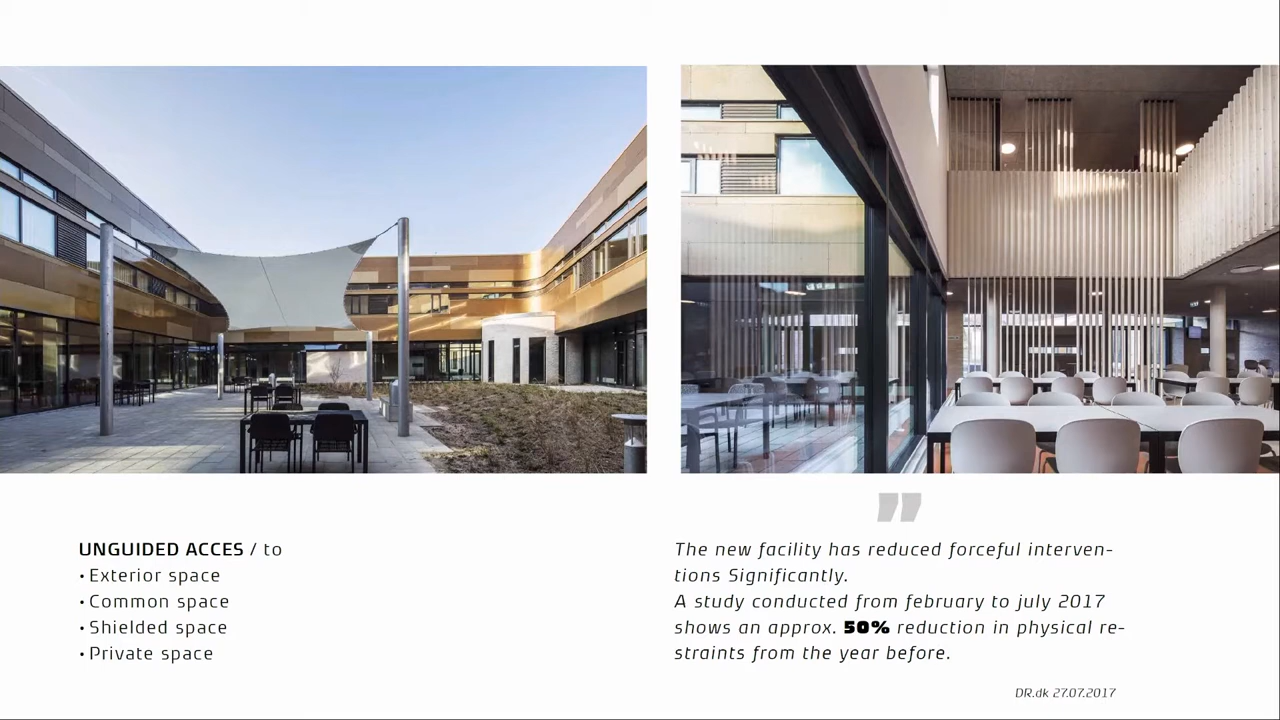 UNGUIDED ACCES / to
• Exterior space
• Common space
• Shielded space
• Private space
”
The new facility has reduced forceful interven-
tions Significantly.
A study conducted from february to july 2017
shows an approx. 50% reduction in physical re-
straints from the year before.
DR.dk 27.07.2017